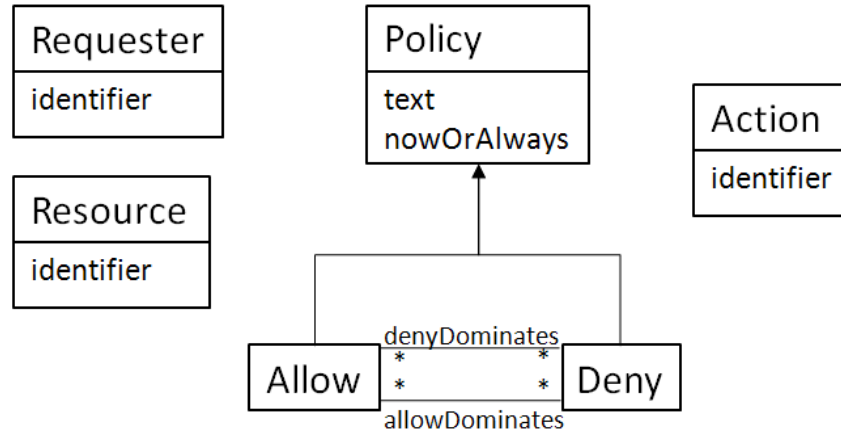 Requester
identifier
Resource
identifier
Policy
text
nowOrAlways
Action
identifier
denyDominates
* *
Allow
Deny
* *
allowDominates